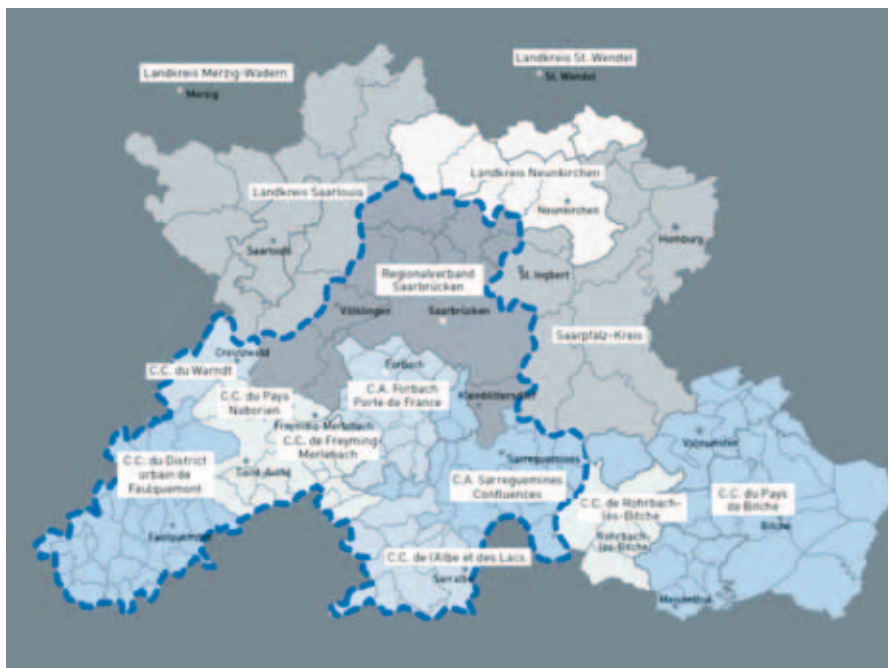 Landkreis Merzig-Wadern
Merzig
Landkreis St. Wendel
St. Wendel
Landkreis Neunkirchen
Neunkirchen
Landkreis Saarlouis
Saarlouis
Homburg
St. Ingbert
Regionalverband
Saarbrücken
Völklingen
Saarbrücken
Saarpfalz-Kreis
Creutzwald
C.C. du Warndt
Forbach
C.A. Forbach
Porte de France
Kleinblittersdorf
C.C. du Pays
Naborien
Freyming-Merlebach
C.C. de Freyming-
Merlebach
C.C. du District
urbain de
Faulquemont
Saint-Avold
Sarreguemines
C.A. Sarreguemines
Confluences
Volmunster
C.C. de Rohrbach-
lès-Bitche
Rohrbach-
lès-Bitche
C.C. du Pays
de Bitche
Bitche
Faulquemont
C.C. de l'Albe et des Lacs
Sarralbe
Meisenthal